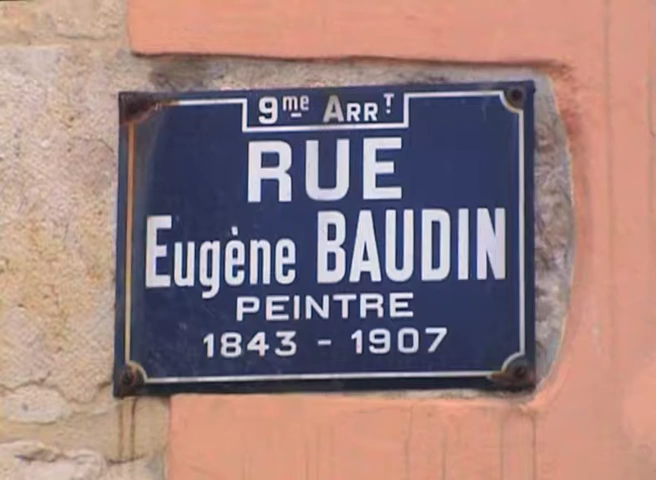 9me ARRT
RUE
Eugène BAUDIN
PEINTRE
1843 - 1907